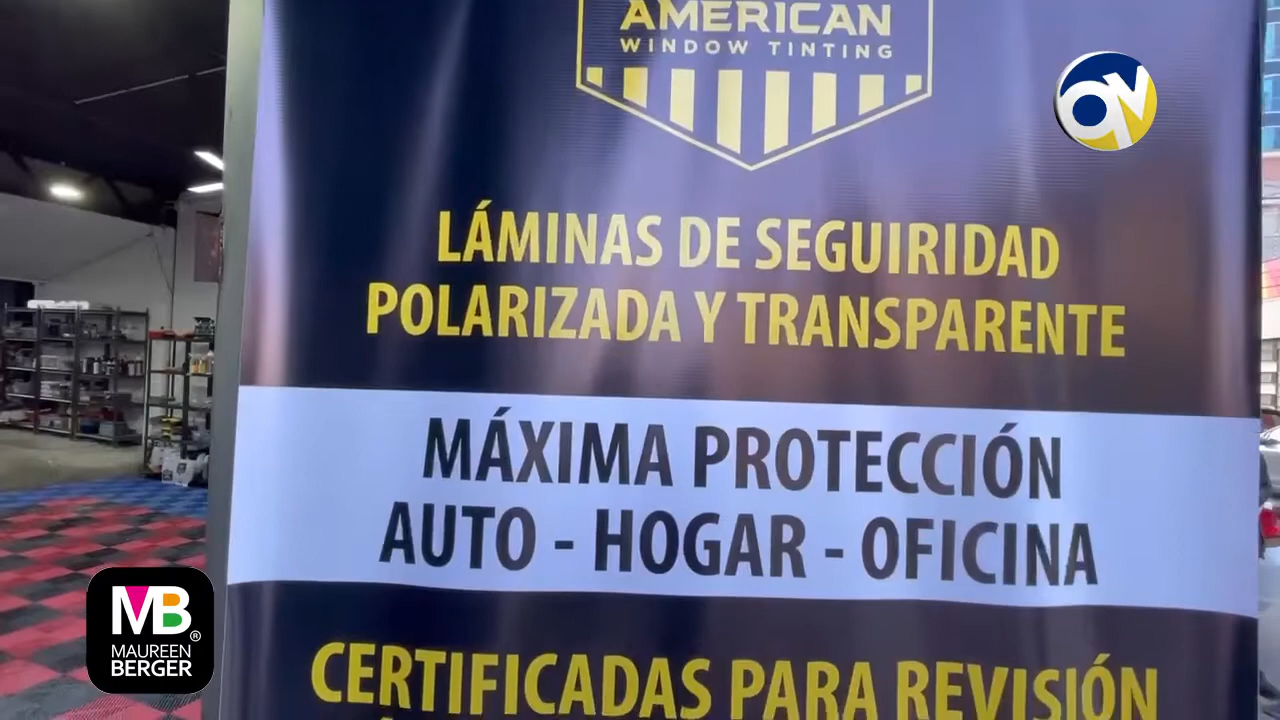 AMERICAN
WINDOW TINTING
ON
LÁMINAS DE SEGUIRIDAD
POLARIZADA Y TRANSPARENTE
MÁXIMA PROTECCIÓN
AUTO - HOGAR - OFICINA
CERTIFICADAS PARA REVISIÓN
MB®
MAUREEN
BERGER